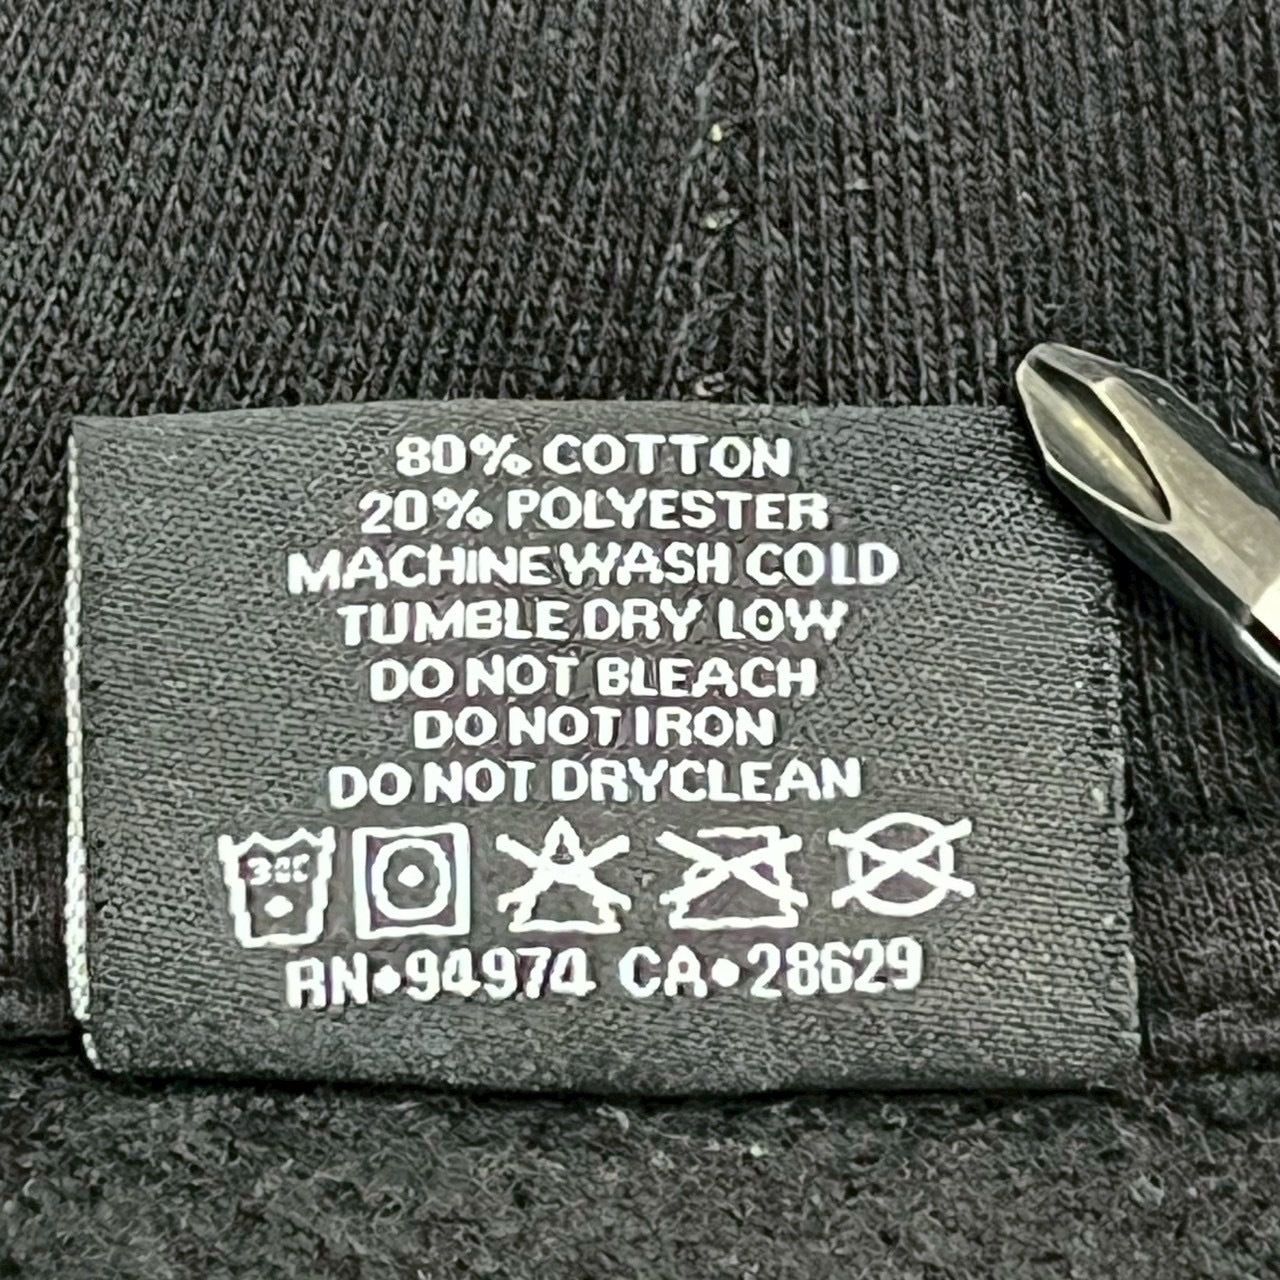 80% COTTON
20% POLYESTER
MACHINE WASH COLD
TUMBLE DRY LOW
DO NOT BLEACH
DO NOT IRON
DO NOT DRYCLEAN
30C
RN•94974 CA•28629